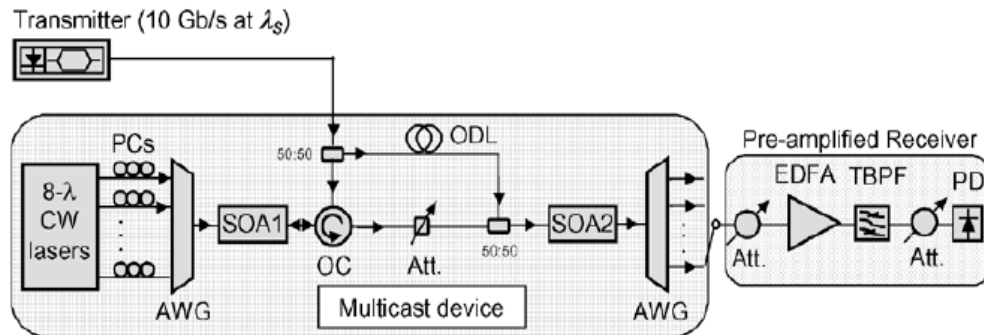 Transmitter (10 Gb/s at λs)
PCs
50:50
ODL
Pre-amplified Receiver
EDFA
TBPF
PD
8-λ
CW
lasers
SOA1
SOA2
OC
Att.
50:50
Att.
Att.
AWG
Multicast device
AWG